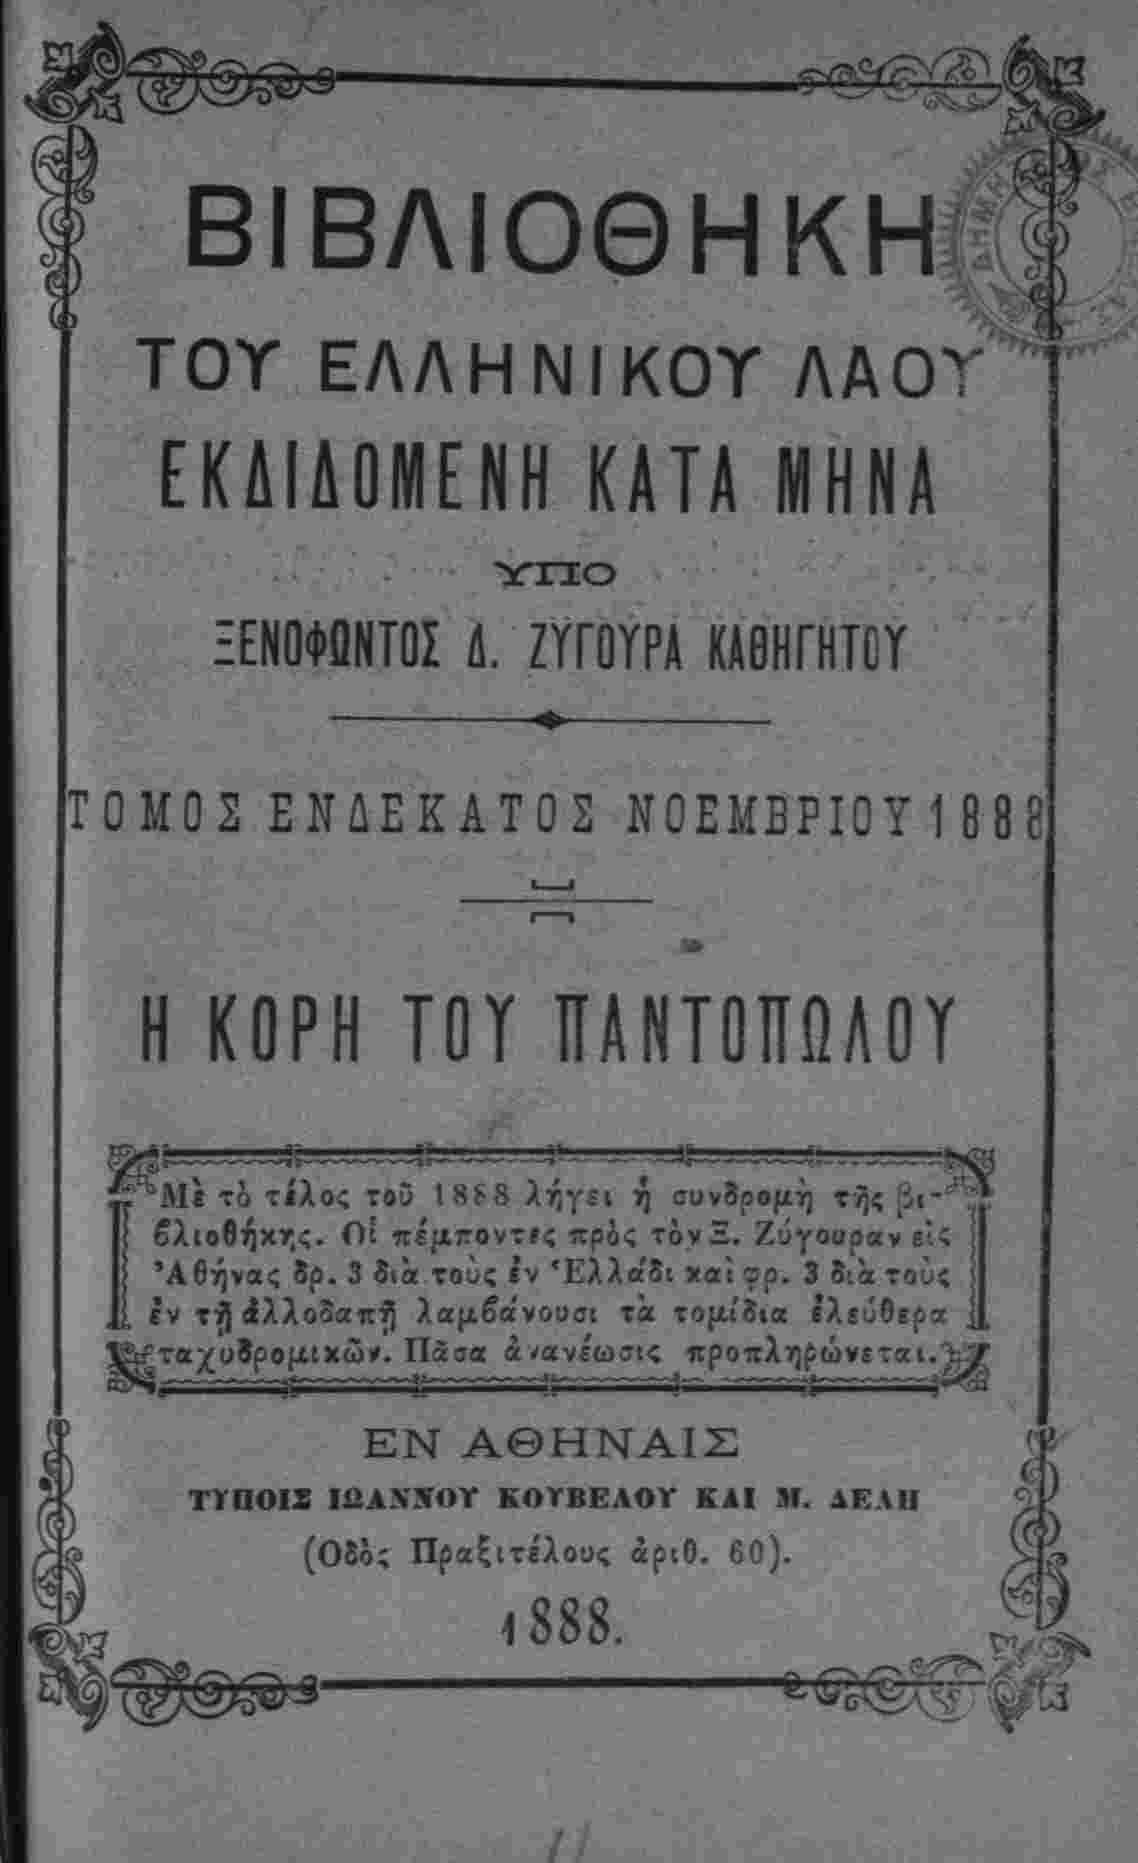 ΒΙΒΛΙΟΘΗΚΗ
ΤΟΥ ΕΛΛΗΝΙΚΟΥ ΛΑΟΥ
ΕΚΔΙΔΟΜΕΝΗ ΚΑΤΑ ΜΗΝΑ
ΥΠΟ
ΞΕΝΟΦΩΝΤΟΣ Δ. ΖΥΓΟΥΡΑ ΚΑΘΗΓΗΤΟΥ
ΤΟΜΟΣ ΕΝΔΕΚΑΤΟΣ ΝΟΕΜΒΡΙΟΥ 1888
Η ΚΟΡΗ ΤΟΥ ΠΑΝΤΟΠΩΛΟΥ
Μὲ τὸ τέλος τοῦ 1888 λήγει ἡ συνδρομὴ τῆς βι-
βλιοθήκης. Οἱ πέμποντες πρὸς τὸν Ξ. Ζύγουραν εἰς
Ἀθήνας δρ. 3 διὰ τοὺς ἐν Ἑλλάδι καὶ φρ. 3 διὰ τοὺς
ἐν τῇ ἀλλοδαπῇ λαμβάνουσι τὰ τομίδια ἐλεύθερα
ταχυδρομικῶν. Πᾶσα ἀνανέωσις προπληρώνεται.
ΕΝ ΑΘΗΝΑΙΣ
ΤΥΠΟΙΣ ΙΩΑΝΝΟΥ ΚΟΥΒΕΛΟΥ ΚΑΙ Μ. ΔΕΛΗ
(Ὁδὸς Πραξιτέλους ἀριθ. 60).
1888.
11